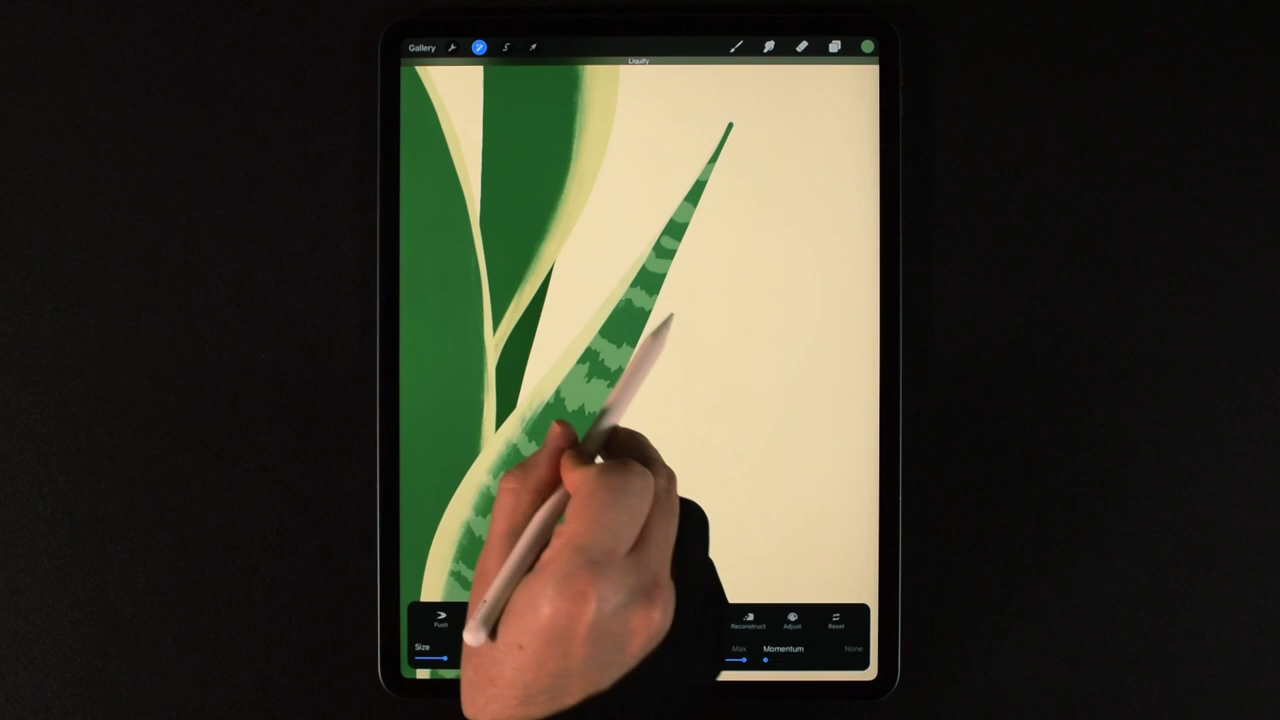 Gallery
Liquify
Push
Reconstruct Adjust Reset
Size
Max Momentum None